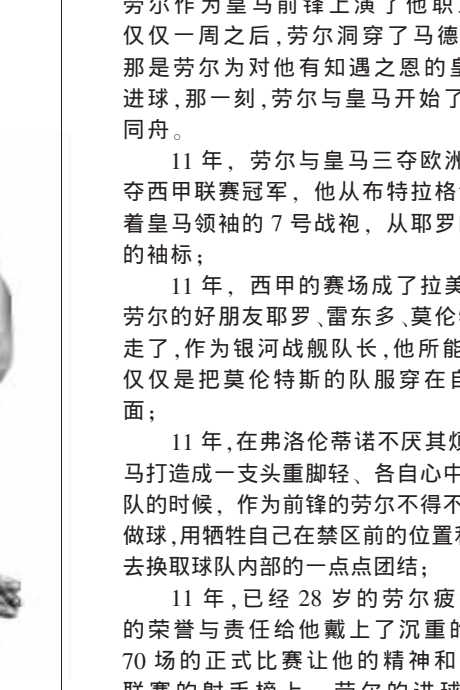 劳尔作为皇马前锋上演了他职
仅仅一周之后,劳尔洞穿了马德
那是劳尔为对他有知遇之恩的皇
进球,那一刻,劳尔与皇马开始了
同舟。
11 年，劳尔与皇马三夺欧洲
夺西甲联赛冠军，他从布特拉格
着皇马领袖的 7 号战袍，从耶罗
的袖标；
11 年，西甲的赛场成了拉美
劳尔的好朋友耶罗、雷东多、莫伦
走了,作为银河战舰队长,他所能
仅仅是把莫伦特斯的队服穿在自
面；
11 年,在弗洛伦蒂诺不厌其烦
马打造成一支头重脚轻、各自心中
队的时候，作为前锋的劳尔不得不
做球,用牺牲自己在禁区前的位置和
去换取球队内部的一点点团结；
11 年,已经 28 岁的劳尔疲
的荣誉与责任给他戴上了沉重的
70 场的正式比赛让他的精神和
联赛的射手榜上，劳尔的进球